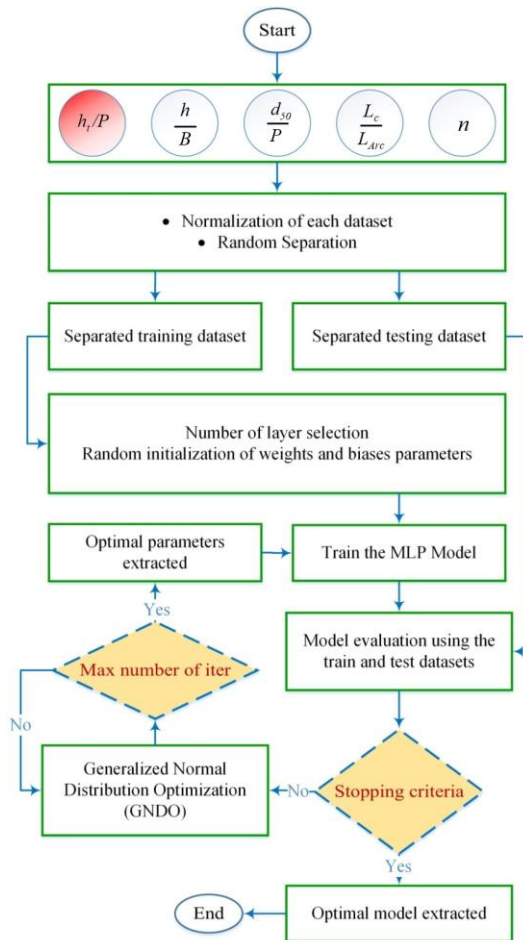 Start
h_t/P
h/B
d_50/P
L_c/L_Arc
n
• Normalization of each dataset
• Random Separation
Separated training dataset
Separated testing dataset
Number of layer selection
Random initialization of weights and biases parameters
Optimal parameters
extracted
Train the MLP Model
Yes
Model evaluation using the
train and test datasets
Max number of iter
No
Generalized Normal
Distribution Optimization
(GNDO)
No
Stopping criteria
Yes
End
Optimal model extracted